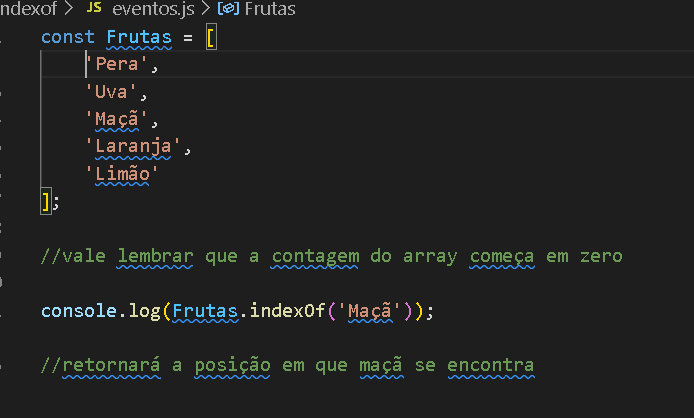 indexof > JS eventos.js > Frutas
const Frutas = [
'Pera',
'Uva',
'Maçã',
'Laranja',
'Limão'
];
//vale lembrar que a contagem do array começa em zero
console.log(Frutas.indexOf('Maçã'));
//retornará a posição em que maçã se encontra